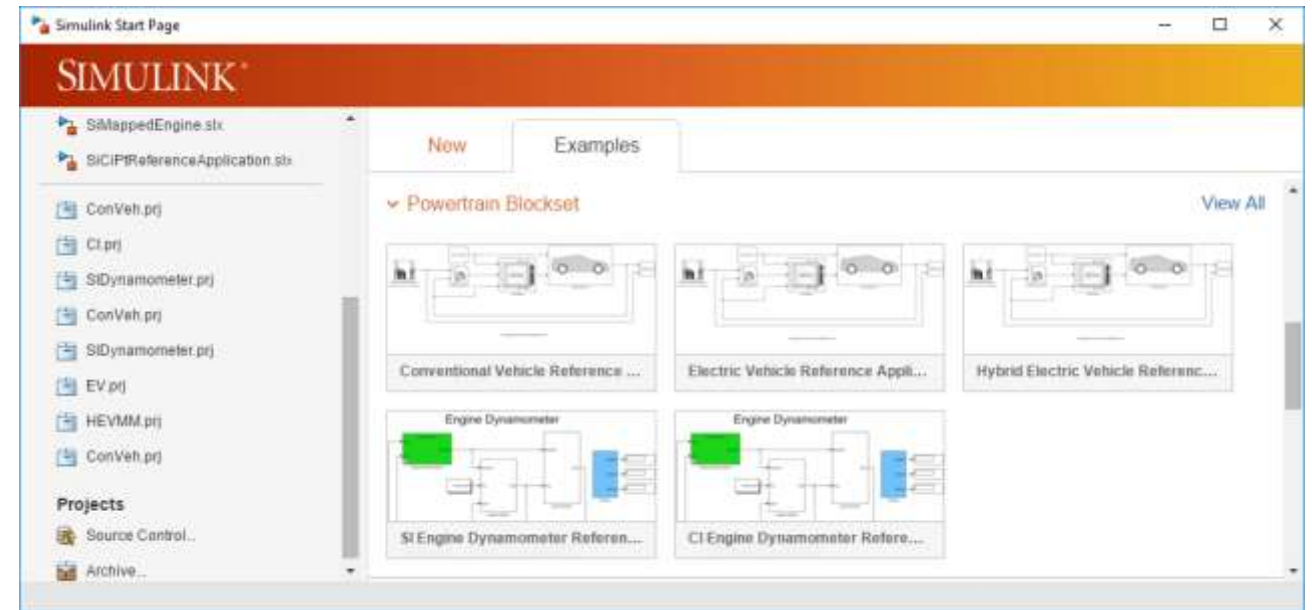 Simulink Start Page
SIMULINK®
SiMappedEngine.slx
SiCiPtReferenceApplication.slx
ConVeh.prj
CI.prj
SIDynamometer.prj
ConVeh.prj
SIDynamometer.prj
EV.prj
HEVMM.prj
ConVeh.prj
Projects
Source Control...
Archive...
New
Examples
Powertrain Blockset
View All
Conventional Vehicle Reference ...
Electric Vehicle Reference Appli...
Hybrid Electric Vehicle Referenc...
Engine Dynamometer
Engine Dynamometer
SI Engine Dynamometer Referen...
CI Engine Dynamometer Refere...